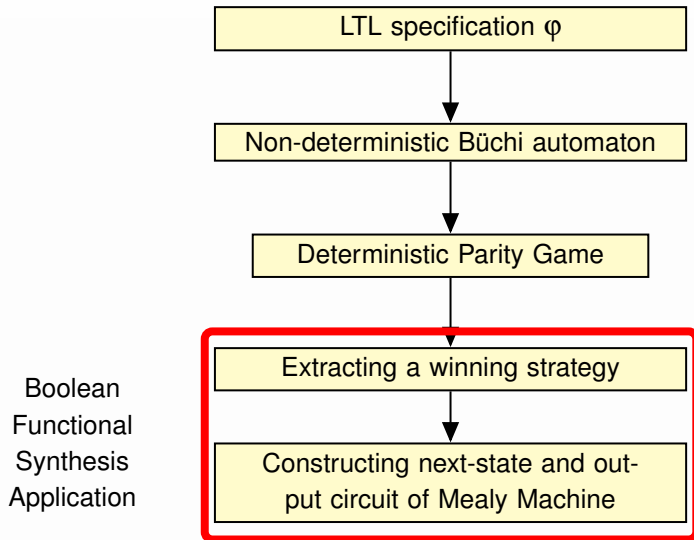 LTL specification φ
Non-deterministic Büchi automaton
Deterministic Parity Game
Extracting a winning strategy
Boolean
Functional
Synthesis
Application
Constructing next-state and out-
put circuit of Mealy Machine